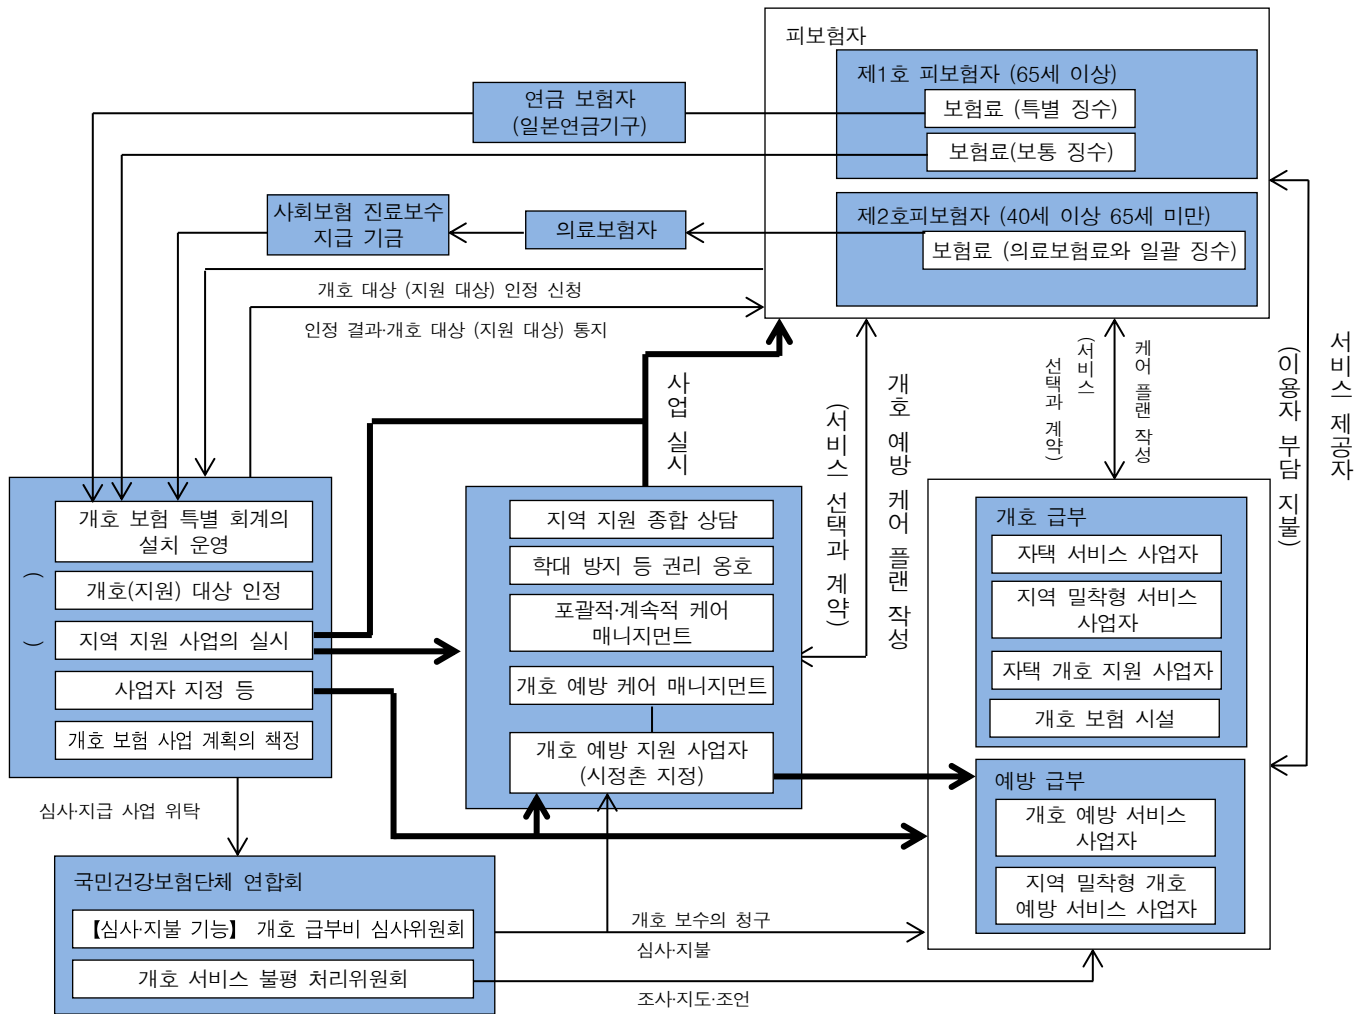 피보험자
제1호 피보험자 (65세 이상)
보험료 (특별 징수)
보험료(보통 징수)
제2호피보험자 (40세 이상 65세 미만)
보험료 (의료보험료와 일괄 징수)
연금 보험자
(일본연금기구)
사회보험 진료보수
지급 기금
의료보험자
개호 대상 (지원 대상) 인정 신청
인정 결과·개호 대상 (지원 대상) 통지
사업 실시
(서비스 선택과 계약)
개호 예방 케어 플랜 작성
(서비스
선택과 계약)
케어 플랜 작성
(이용자 부담 지불)
서비스 제공자
개호 보험 특별 회계의
설치 운영
(
개호(지원) 대상 인정
)
지역 지원 사업의 실시
사업자 지정 등
개호 보험 사업 계획의 책정
지역 지원 종합 상담
학대 방지 등 권리 옹호
포괄적·계속적 케어
매니지먼트
개호 예방 케어 매니지먼트
개호 예방 지원 사업자
(시정촌 지정)
개호 급부
자택 서비스 사업자
지역 밀착형 서비스
사업자
자택 개호 지원 사업자
개호 보험 시설
예방 급부
개호 예방 서비스
사업자
지역 밀착형 개호
예방 서비스 사업자
심사·지급 사업 위탁
국민건강보험단체 연합회
【심사·지불 기능】 개호 급부비 심사위원회
개호 서비스 불평 처리위원회
개호 보수의 청구
심사·지불
조사·지도·조언